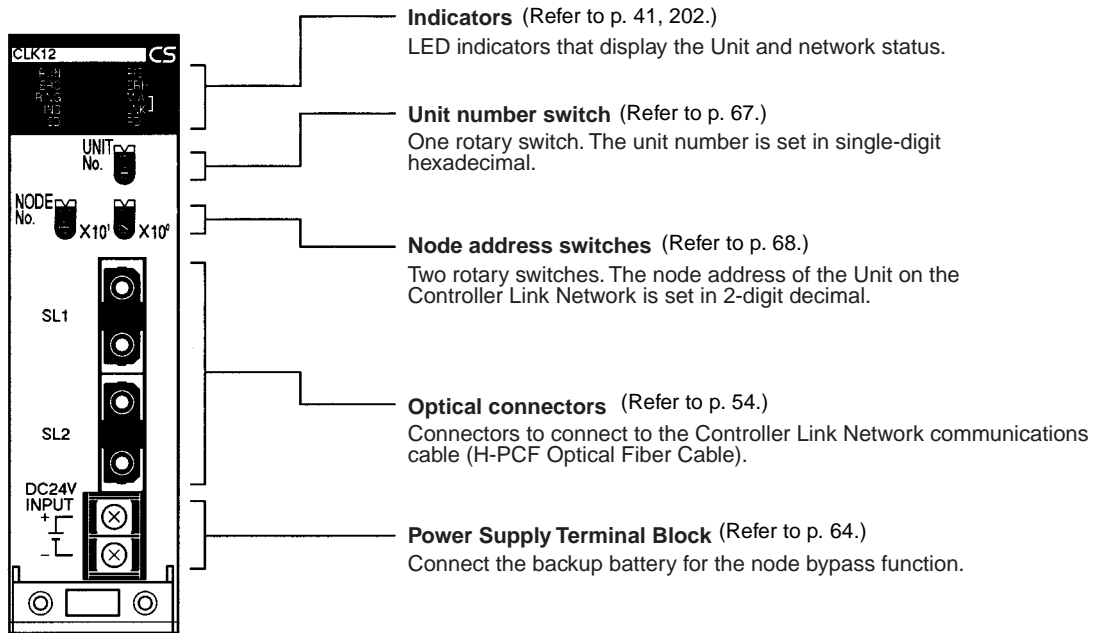 Indicators (Refer to p. 41, 202.)
LED indicators that display the Unit and network status.
CLK12 CS
Unit number switch (Refer to p. 67.)
One rotary switch. The unit number is set in single-digit
hexadecimal.
UNIT
No.
NODE
No.
X10¹ X10⁰
Node address switches (Refer to p. 68.)
Two rotary switches. The node address of the Unit on the
Controller Link Network is set in 2-digit decimal.
SL1
Optical connectors (Refer to p. 54.)
Connectors to connect to the Controller Link Network communications
cable (H-PCF Optical Fiber Cable).
SL2
DC24V
INPUT
+
−
Power Supply Terminal Block (Refer to p. 64.)
Connect the backup battery for the node bypass function.